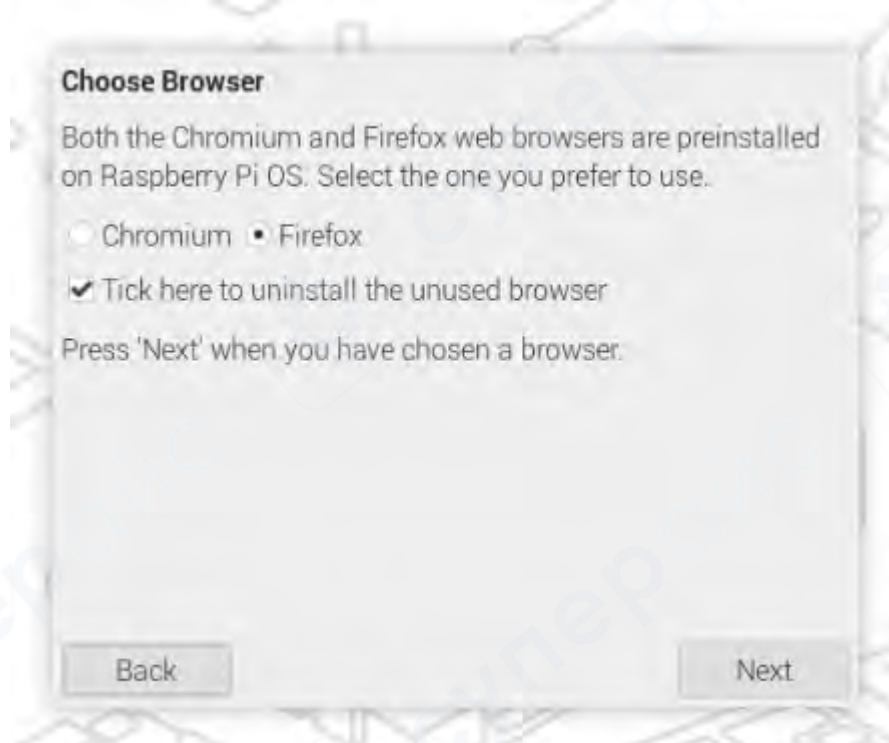 Choose Browser
Both the Chromium and Firefox web browsers are preinstalled
on Raspberry Pi OS. Select the one you prefer to use.
Chromium Firefox
Tick here to uninstall the unused browser
Press 'Next' when you have chosen a browser.
Back Next